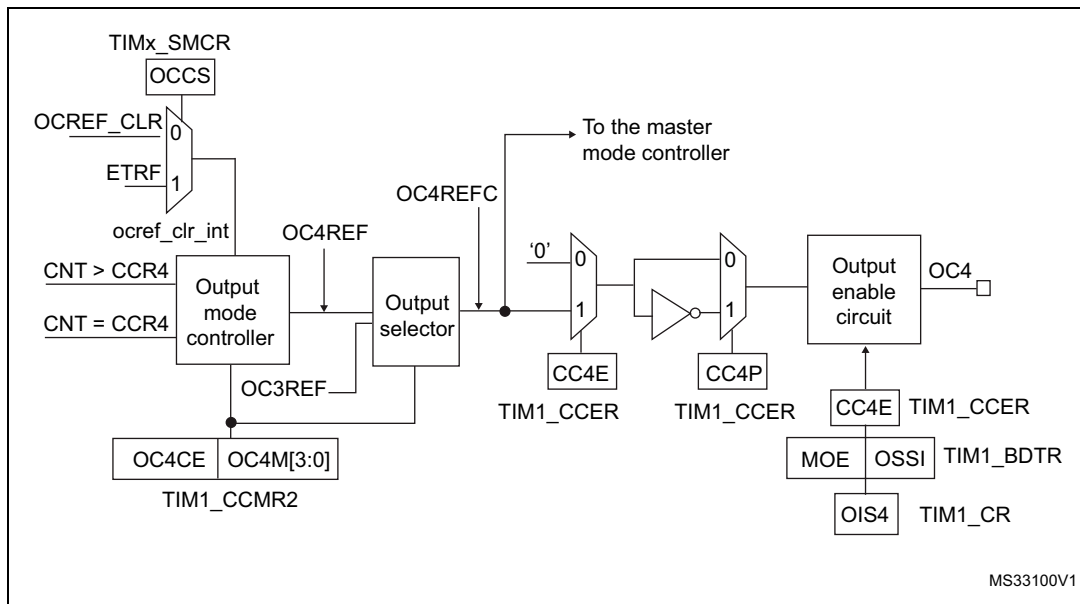 TIMx_SMCR
OCCS
OCREF_CLR
0
ETRF
1
ocref_clr_int
CNT > CCR4
CNT = CCR4
Output
mode
controller
OC4REF
OC3REF
Output
selector
OC4REFC
To the master
mode controller
'0'
0
1
CC4E
TIM1_CCER
0
1
CC4P
TIM1_CCER
Output
enable
circuit
OC4
CC4E
TIM1_CCER
MOE
OSSI
TIM1_BDTR
OIS4
TIM1_CR
OC4CE
OC4M[3:0]
TIM1_CCMR2
MS33100V1